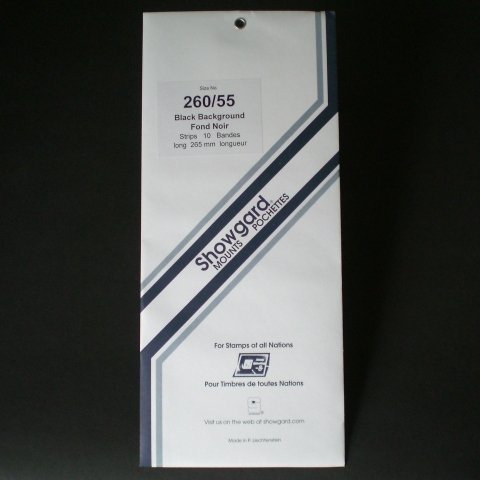 Size No
260/55
Black Background
Fond Noir
Strips 10 Bandes
long 265 mm longueur
Showgard®
MOUNTS POCHETTES
For Stamps of all Nations
Pour Timbres de toutes Nations
Visit us on the web at showgard.com
Made in P. Liechtenstein